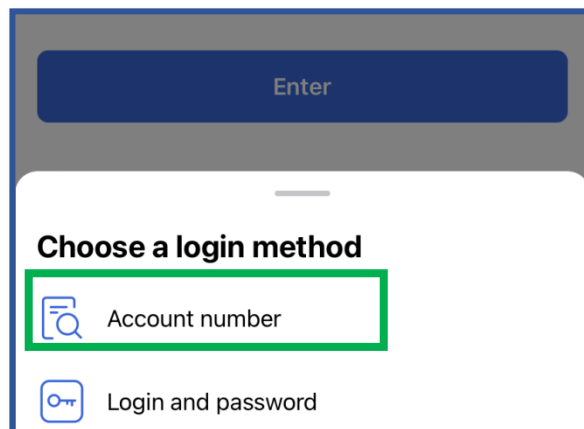 Enter
Choose a login method
Account number
Login and password